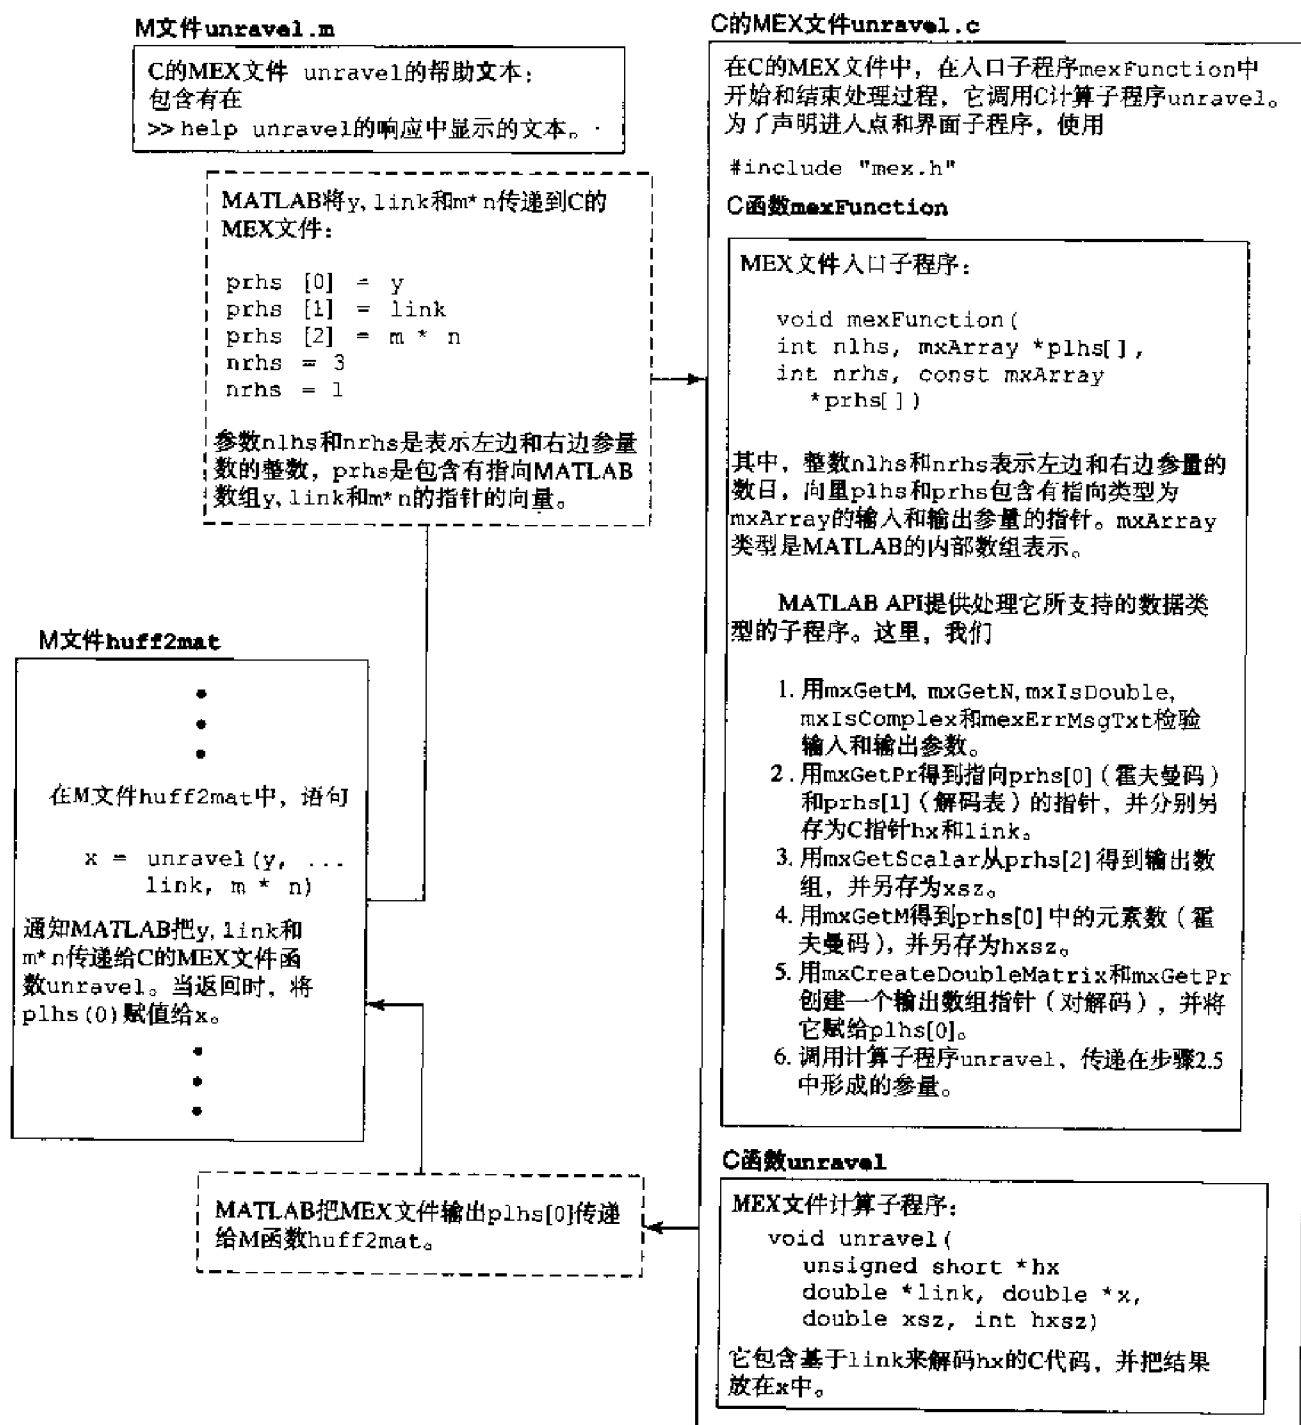 M文件unravel.m
C的MEX文件 unravel的帮助文本：
包含有在
>> help unravel的响应中显示的文本。
MATLAB将y, link和m* n传递到C的
MEX文件：
prhs [0] = y
prhs [1] = link
prhs [2] = m * n
nrhs = 3
nrhs = 1
参数nlhs和nrhs是表示左边和右边参量
数的整数，prhs是包含有指向MATLAB
数组y, link和m* n的指针的向量。
M文件huff2mat
在M文件huff2mat中，语句
x = unravel(y, ...
link, m * n)
通知MATLAB把y, link和
m* n传递给C的MEX文件函
数unravel。当返回时，将
plhs(0)赋值给x。
MATLAB把MEX文件输出plhs[0]传递
给M函数huff2mat。
C的MEX文件unravel.c
在C的MEX文件中，在入口子程序mexFunction中
开始和结束处理过程，它调用C计算子程序unravel。
为了声明进入点和界面子程序，使用
#include "mex.h"
C函数mexFunction
MEX文件入口子程序：
void mexFunction(
int nlhs, mxArray *plhs[],
int nrhs, const mxArray
*prhs[])
其中，整数nlhs和nrhs表示左边和右边参量的
数目，向量plhs和prhs包含有指向类型为
mxArray的输入和输出参量的指针。mxArray
类型是MATLAB的内部数组表示。
MATLAB API提供处理它所支持的数据类
型的子程序。这里，我们
1. 用mxGetM, mxGetN, mxIsDouble,
mxIsComplex和mexErrMsgTxt检验
输入和输出参数。
2. 用mxGetPr得到指向prhs[0]（霍夫曼码）
和prhs[1]（解码表）的指针，并分别另
存为C指针hx和link。
3. 用mxGetScalar从prhs[2]得到输出数
组，并另存为xsz。
4. 用mxGetM得到prhs[0]中的元素数（霍
夫曼码），并另存为hxsz。
5. 用mxCreateDoubleMatrix和mxGetPr
创建一个输出数组指针（对解码），并将
它赋给plhs[0]。
6. 调用计算子程序unravel，传递在步骤2.5
中形成的参量。
C函数unravel
MEX文件计算子程序：
void unravel(
unsigned short *hx
double *link, double *x,
double xsz, int hxsz)
它包含基于link来解码hx的C代码，并把结果
放在x中。